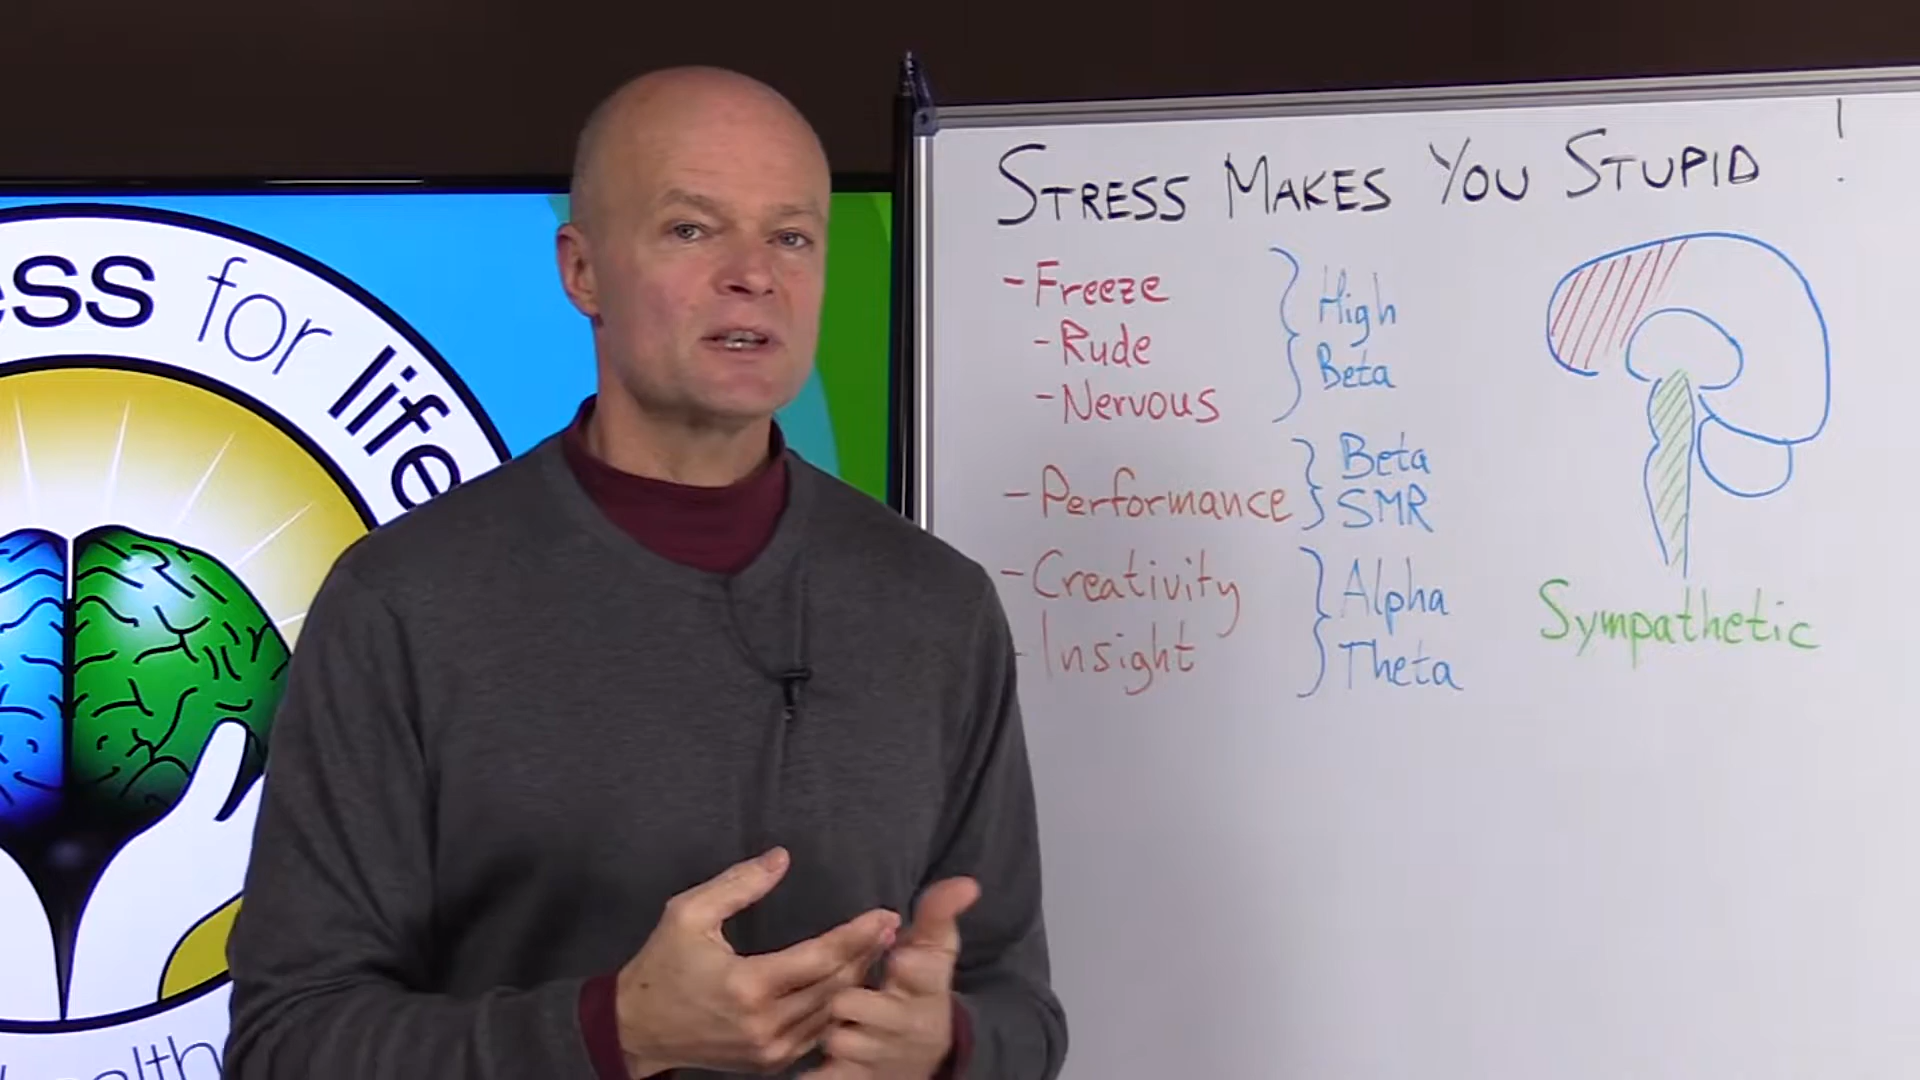 ess for life
ealth
STRESS MAKES YOU STUPID !
- Freeze
- Rude
- Nervous
High
Beta
- Performance
Beta
SMR
- Creativity
- Insight
Alpha
Theta
Sympathetic